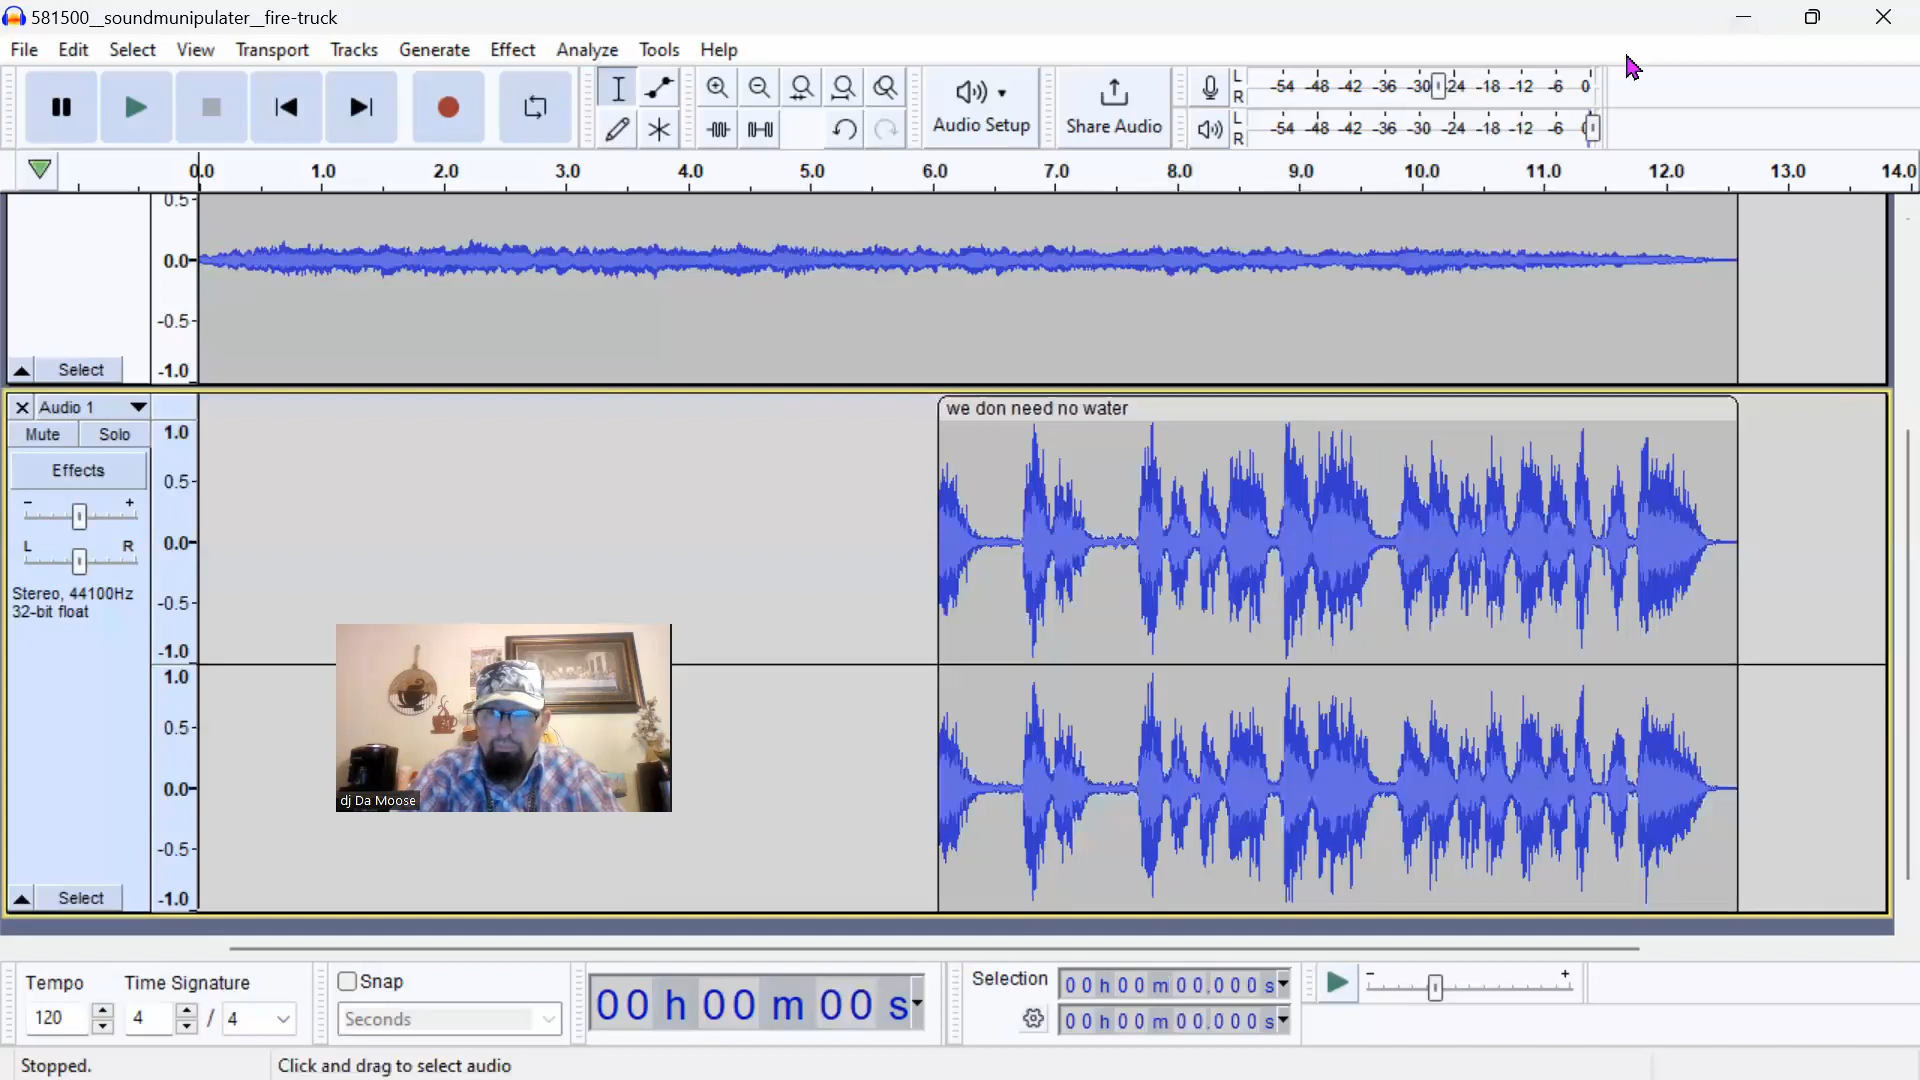 581500__soundmunipulater__fire-truck
File Edit Select View Transport Tracks Generate Effect Analyze Tools Help
Audio Setup
Share Audio
L
R
-54 -48 -42 -36 -30 -24 -18 -12 -6 0
L
R
-54 -48 -42 -36 -30 -24 -18 -12 -6
0.0 1.0 2.0 3.0 4.0 5.0 6.0 7.0 8.0 9.0 10.0 11.0 12.0 13.0 14.0
0.5
0.0
-0.5
-1.0
Select
Audio 1
we don need no water
Mute Solo
Effects
- +
L R
Stereo, 44100Hz
32-bit float
1.0
0.5
0.0
-0.5
-1.0
1.0
0.5
0.0
-0.5
-1.0
dj Da Moose
Select
Tempo
120
Time Signature
4 / 4
Snap
Seconds
00 h 00 m 00 s
Selection
00 h 00 m 00.000 s
00 h 00 m 00.000 s
- +
Stopped.
Click and drag to select audio